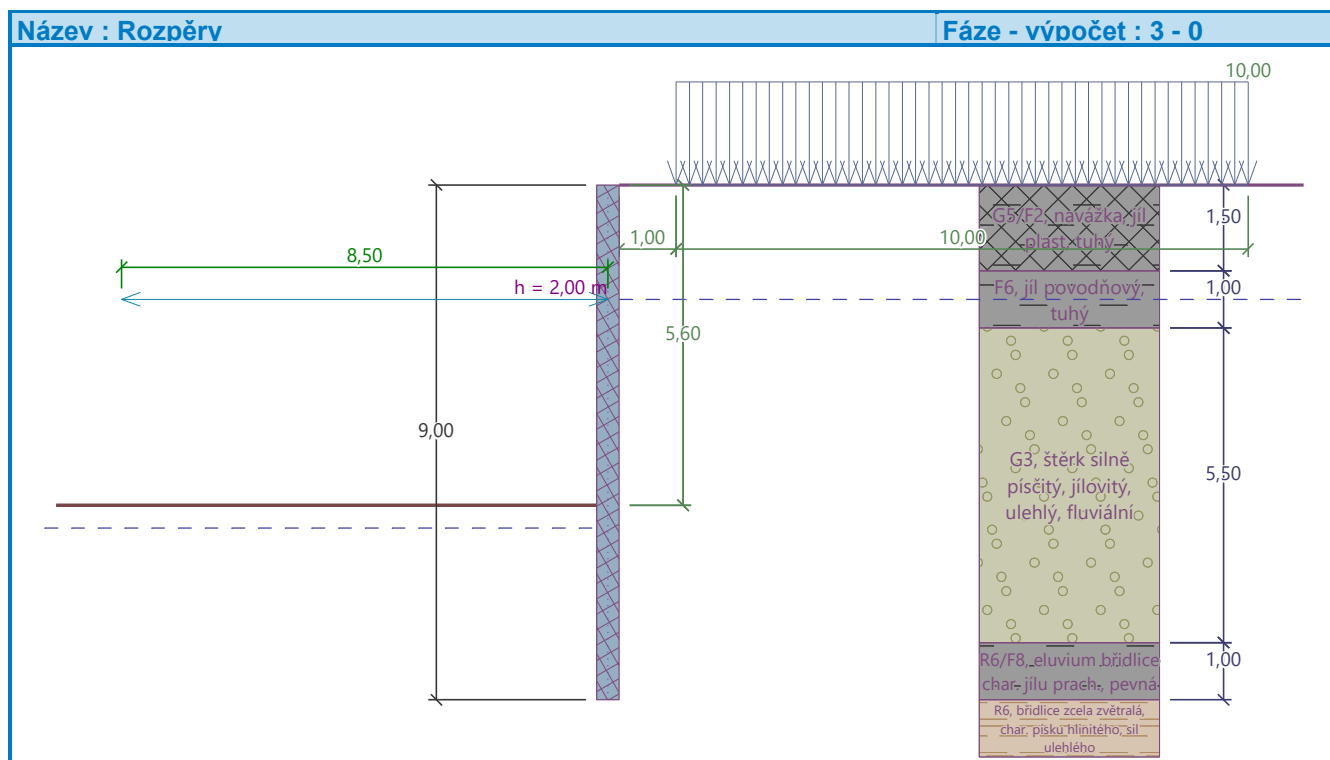 Název : Rozpěry
Fáze - výpočet : 3 - 0
10,00
1,50
G5/F2, navážka, jíl
plast. tuhý
1,00
10,00
8,50
h = 2,00 m
F6, jíl povodňový,
tuhý
1,00
5,60
9,00
G3, štěrk silně
písčitý, jílovitý,
ulehlý, fluviální
5,50
R6/F8, eluvium břidlice
char. jílu prach., pevná
1,00
R6, břidlice zcela zvětralá,
char. písku hlinitého, sil
ulehlého